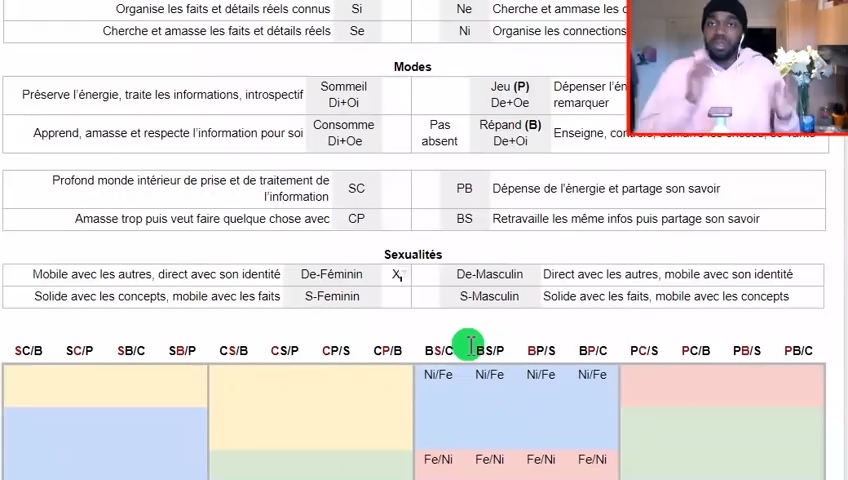 Organise les faits et détails réels connus Si Ne Cherche et ammase les
Cherche et amasse les faits et détails réels Se Ni Organise les connections
Modes
Préserve l'énergie, traite les informations, introspectif Sommeil Di+Oi Jeu (P) De+Oe Dépenser l'én remarquer
Apprend, amasse et respecte l'information pour soi Consomme Di+Oe Pas absent Répand (B) De+Oi Enseigne,
Profond monde intérieur de prise et de traitement de l'information SC PB Dépense de l'énergie et partage son savoir
Amasse trop puis veut faire quelque chose avec CP BS Retravaille les même infos puis partage son savoir
Sexualités
Mobile avec les autres, direct avec son identité De-Féminin X De-Masculin Direct avec les autres, mobile avec son identité
Solide avec les concepts, mobile avec les faits S-Feminin S-Masculin Solide avec les faits, mobile avec les concepts
SC/B SC/P SB/C SB/P CS/B CS/P CP/S CP/B BS/C BS/P BP/S BP/C PC/S PC/B PB/S PB/C
Ni/Fe Ni/Fe Ni/Fe Ni/Fe
Fe/Ni Fe/Ni Fe/Ni Fe/Ni